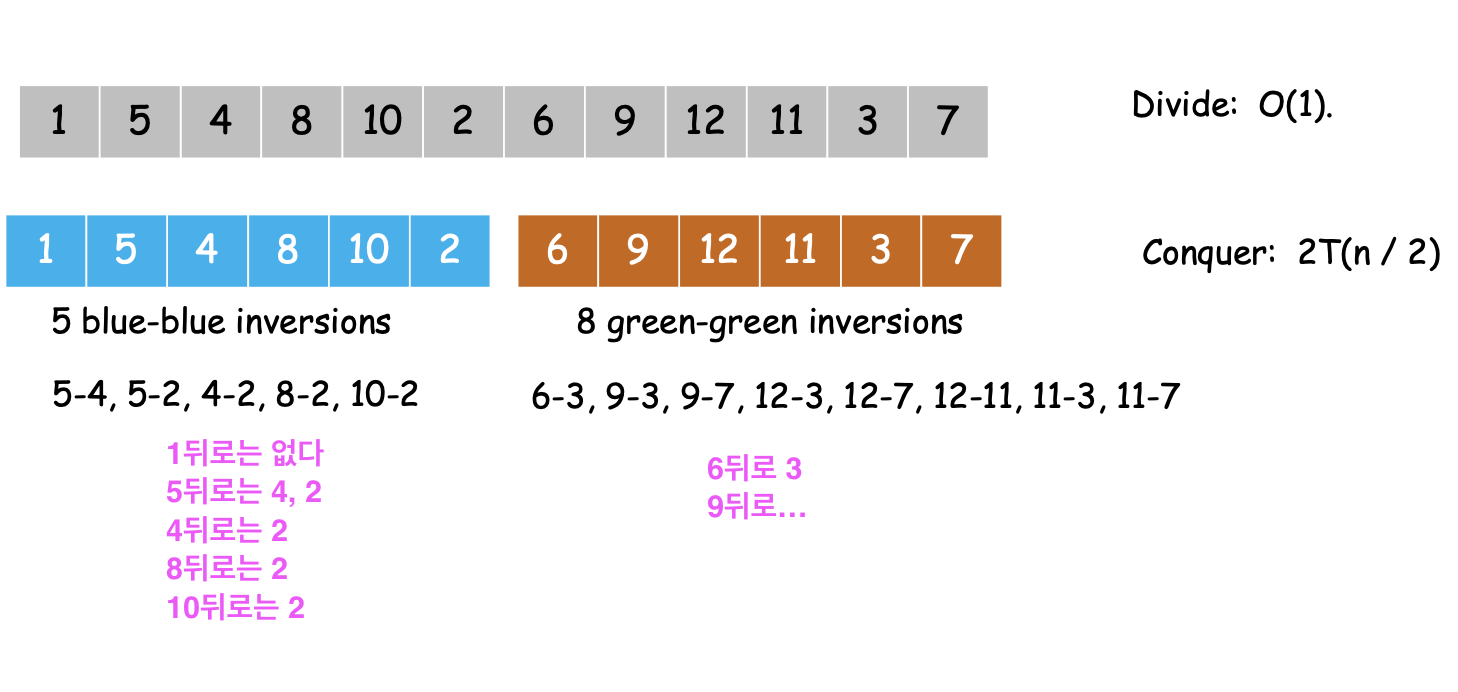 1 5 4 8 10 2 6 9 12 11 3 7
Divide: O(1).
1 5 4 8 10 2
6 9 12 11 3 7
Conquer: 2T(n / 2)
5 blue-blue inversions
8 green-green inversions
5-4, 5-2, 4-2, 8-2, 10-2
6-3, 9-3, 9-7, 12-3, 12-7, 12-11, 11-3, 11-7
1뒤로는 없다
5뒤로는 4, 2
4뒤로는 2
8뒤로는 2
10뒤로는 2
6뒤로 3
9뒤로...